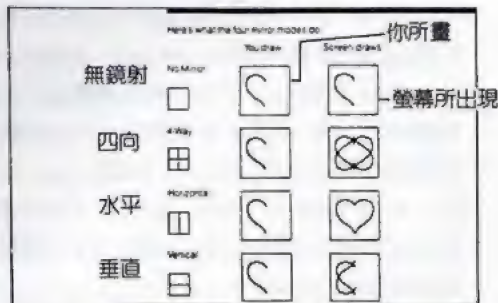 Here's what the four mirror modes do
You draw
Screen draws
你所畫
無鏡射
No Mirror
螢幕所出現
四向
4-Way
水平
Horizontal
垂直
Vertical